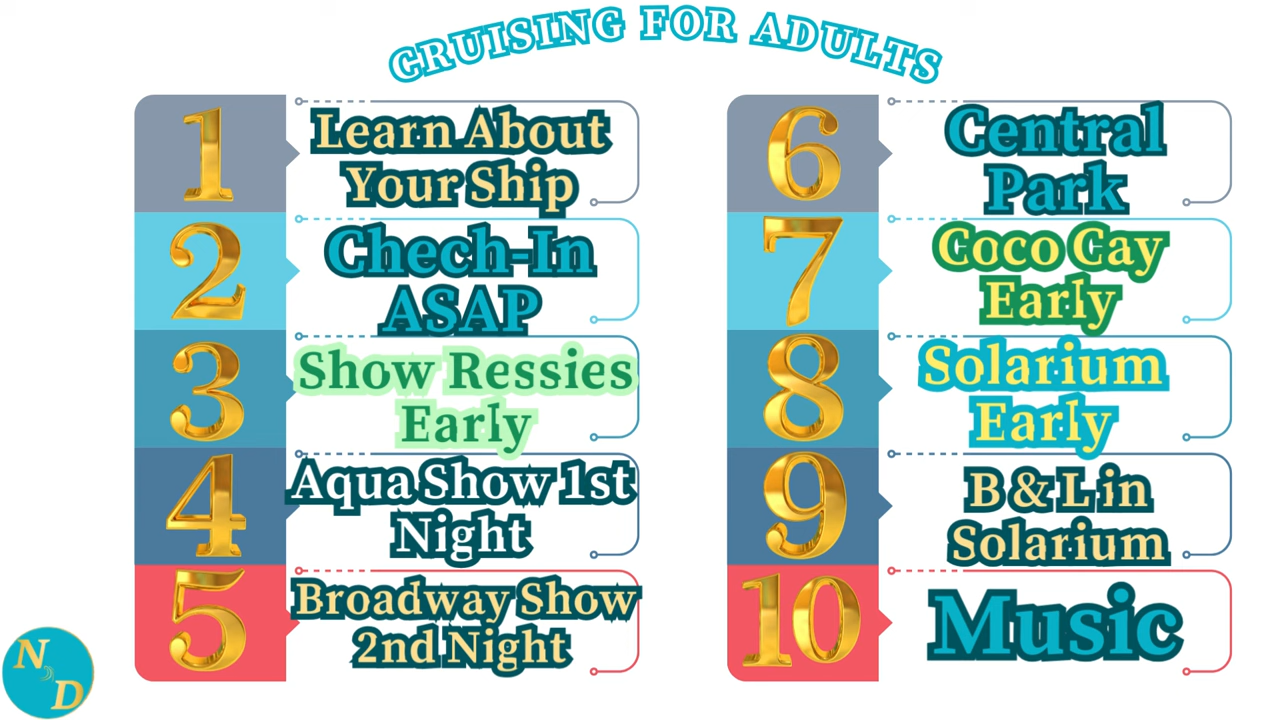 CRUISING FOR ADULTS
1
Learn About
Your Ship
2
Chech-In
ASAP
3
Show Ressies
Early
4
Aqua Show 1st
Night
5
Broadway Show
2nd Night
6
Central
Park
7
Coco Cay
Early
8
Solarium
Early
9
B & L in
Solarium
10
Music
N
D